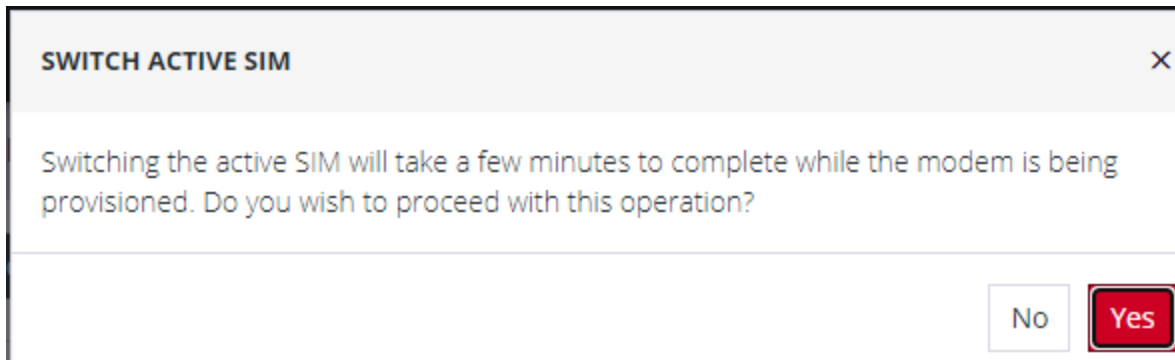 SWITCH ACTIVE SIM
Switching the active SIM will take a few minutes to complete while the modem is being
provisioned. Do you wish to proceed with this operation?
No
Yes